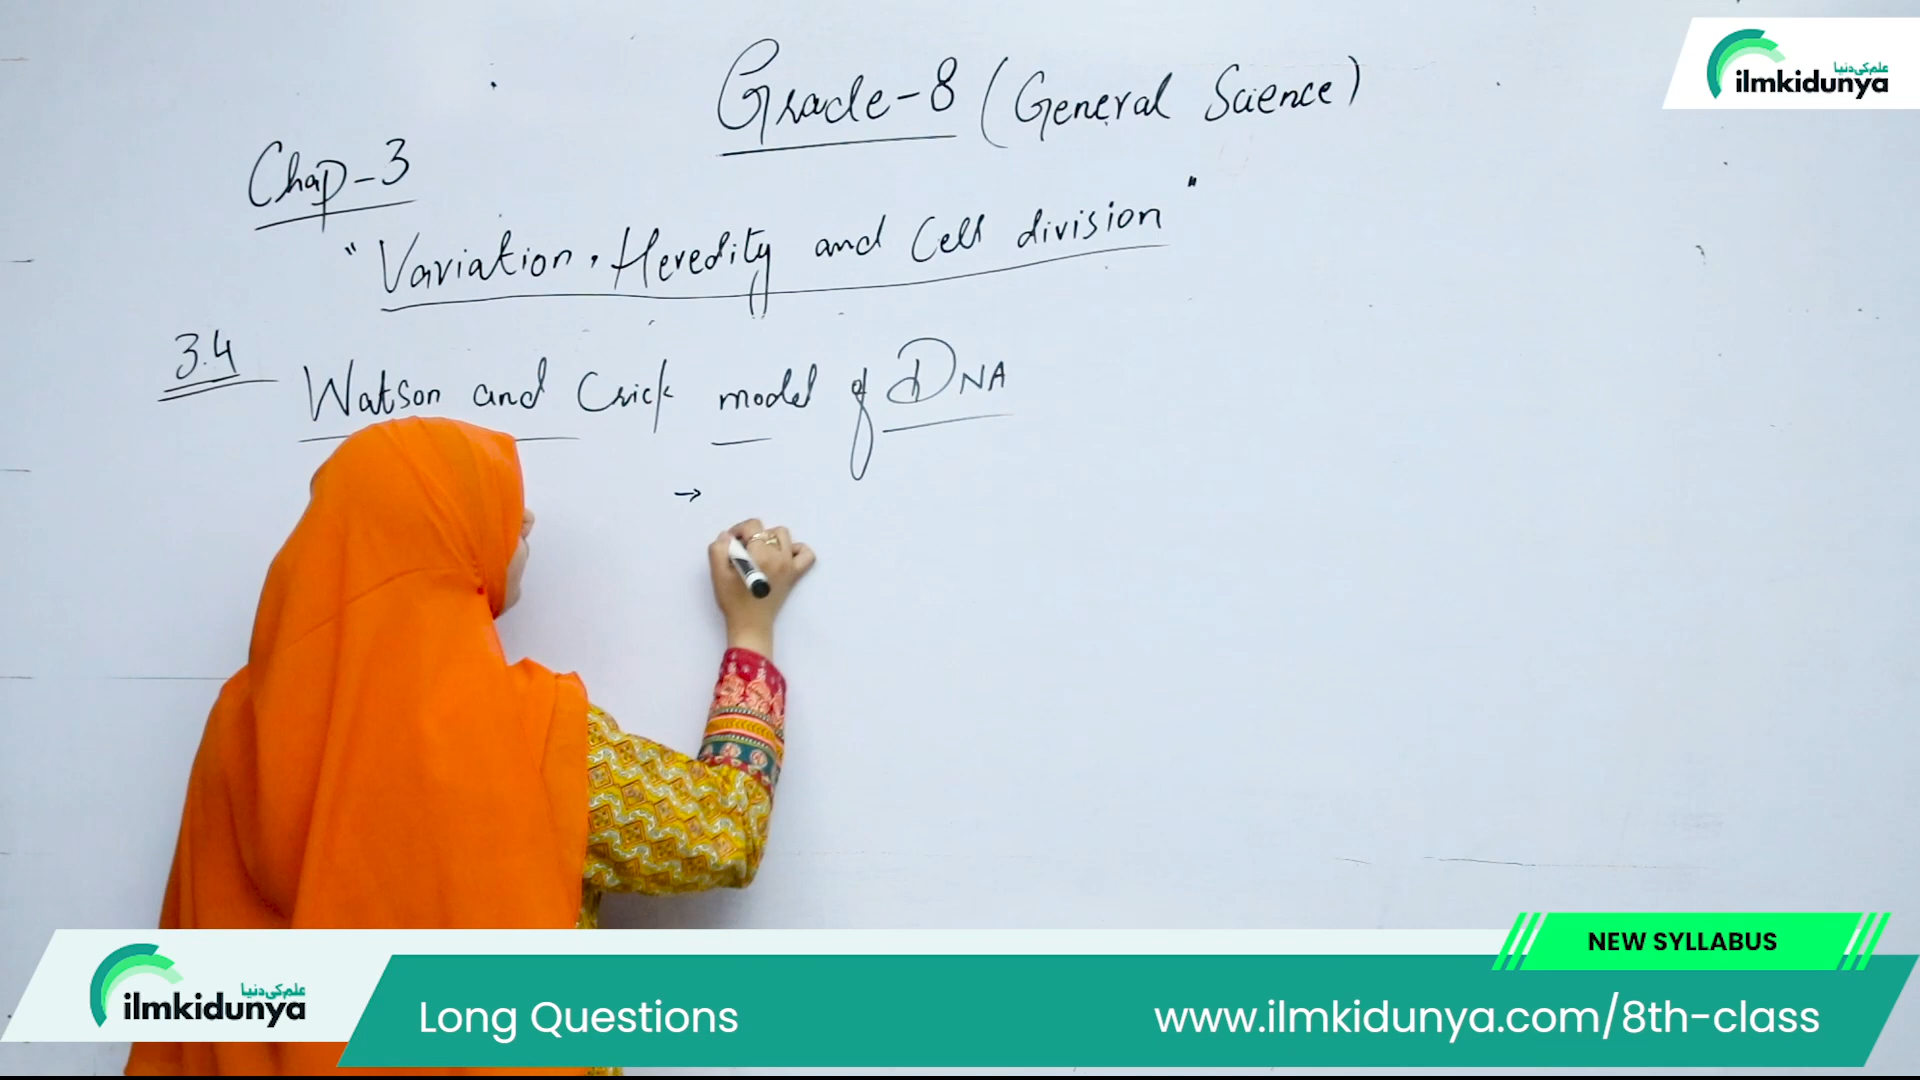 Grade-8 (General Science)
علم کی دنیا
ilmkidunya
Chap-3
"Variation, Heredity and Cell division"
3.4 Watson and Crick model of DNA
→
NEW SYLLABUS
علم کی دنیا
ilmkidunya
Long Questions
www.ilmkidunya.com/8th-class